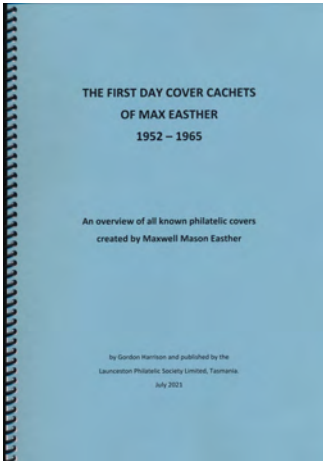 THE FIRST DAY COVER CACHETS
OF MAX EASTHER
1952 – 1965
An overview of all known philatelic covers
created by Maxwell Mason Easther
by Gordon Harrison and published by the
Launceston Philatelic Society Limited, Tasmania.
July 2021